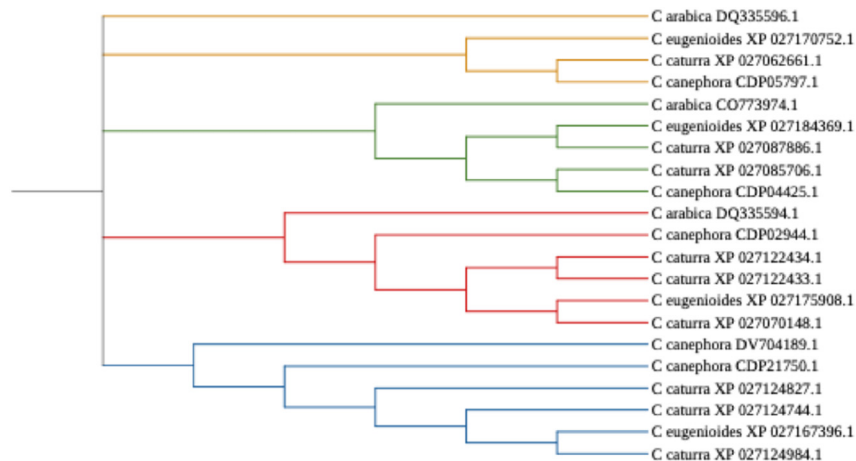 C arabica DQ335596.1
C eugenioides XP 027170752.1
C caturra XP 027062661.1
C canephora CDP05797.1
C arabica CO773974.1
C eugenioides XP 027184369.1
C caturra XP 027087886.1
C caturra XP 027085706.1
C canephora CDP04425.1
C arabica DQ335594.1
C canephora CDP02944.1
C caturra XP 027122434.1
C caturra XP 027122433.1
C eugenioides XP 027175908.1
C caturra XP 027070148.1
C canephora DV704189.1
C canephora CDP21750.1
C caturra XP 027124827.1
C caturra XP 027124744.1
C eugenioides XP 027167396.1
C caturra XP 027124984.1